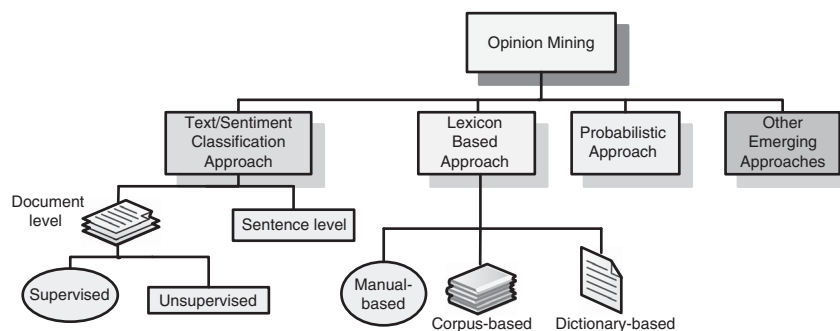 Opinion Mining
Text/Sentiment
Classification
Approach
Lexicon
Based
Approach
Probabilistic
Approach
Other
Emerging
Approaches
Document
level
Sentence level
Supervised
Unsupervised
Manual-
based
Corpus-based
Dictionary-based